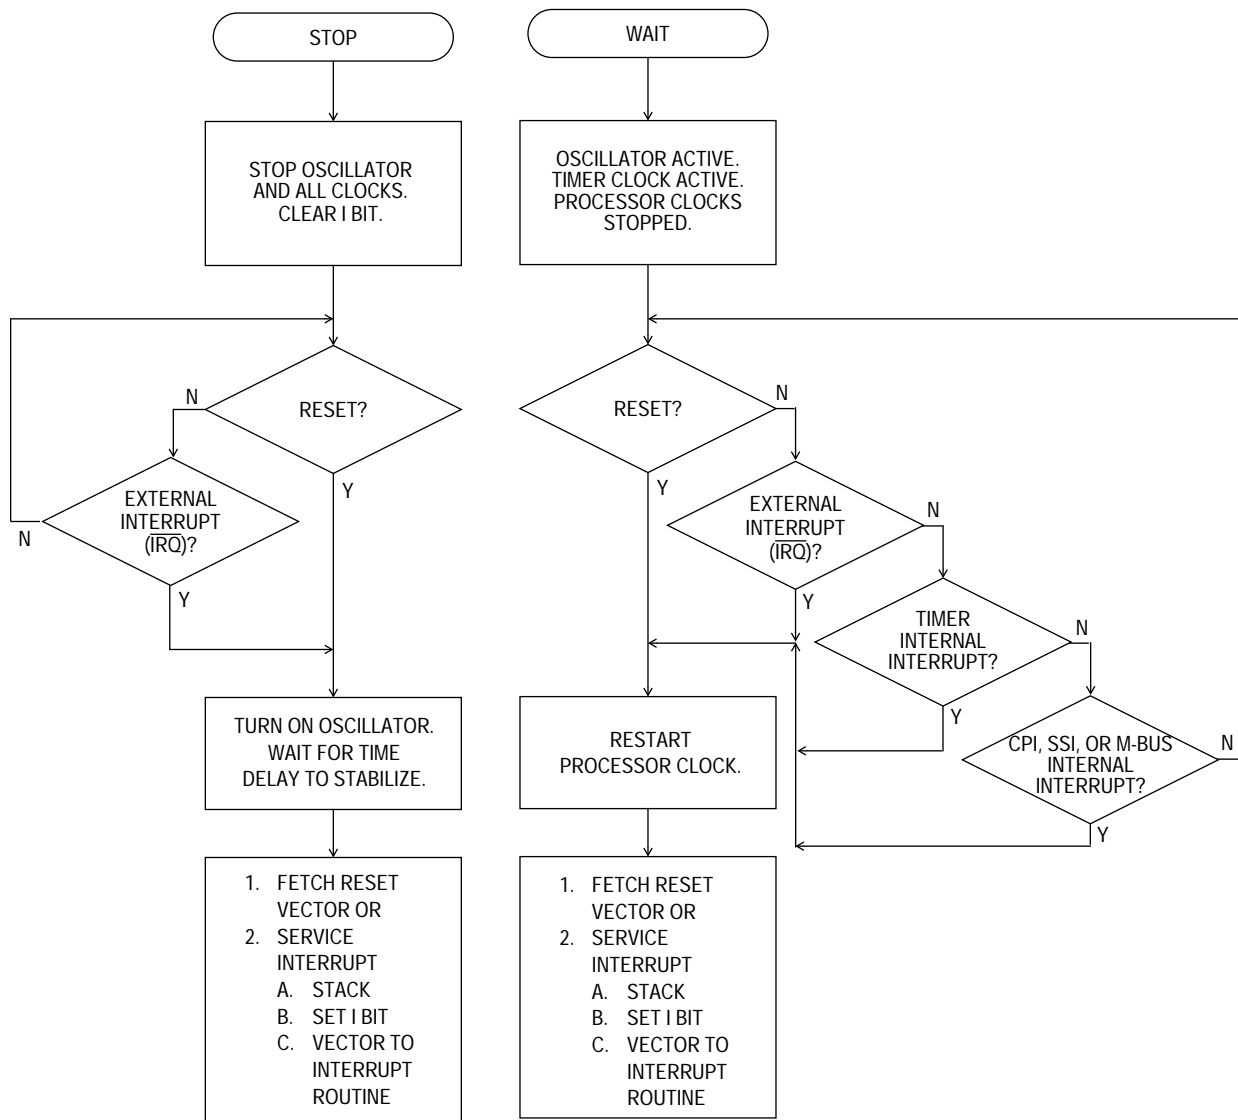 STOP
STOP OSCILLATOR
AND ALL CLOCKS.
CLEAR I BIT.
RESET?
N
Y
EXTERNAL
INTERRUPT
(IRQ)?
N
Y
TURN ON OSCILLATOR.
WAIT FOR TIME
DELAY TO STABILIZE.
1. FETCH RESET
VECTOR OR
2. SERVICE
INTERRUPT
A. STACK
B. SET I BIT
C. VECTOR TO
INTERRUPT
ROUTINE
WAIT
OSCILLATOR ACTIVE.
TIMER CLOCK ACTIVE.
PROCESSOR CLOCKS
STOPPED.
RESET?
N
Y
EXTERNAL
INTERRUPT
(IRQ)?
N
Y
TIMER
INTERNAL
INTERRUPT?
N
Y
CPI, SSI, OR M-BUS
INTERNAL
INTERRUPT?
N
Y
RESTART
PROCESSOR CLOCK.
1. FETCH RESET
VECTOR OR
2. SERVICE
INTERRUPT
A. STACK
B. SET I BIT
C. VECTOR TO
INTERRUPT
ROUTINE